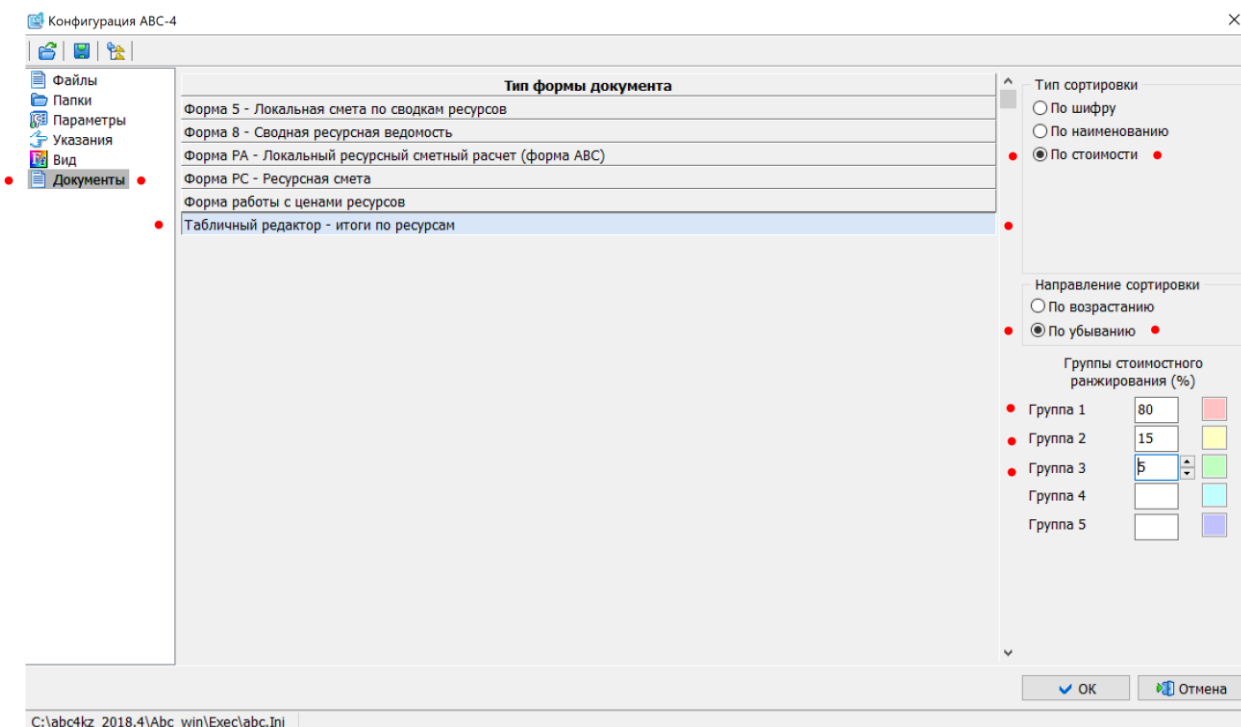 Конфигурация АВС-4
Файлы
Папки
Параметры
Указания
Вид
Документы
Тип формы документа
Форма 5 - Локальная смета по сводкам ресурсов
Форма 8 - Сводная ресурсная ведомость
Форма РА - Локальный ресурсный сметный расчет (форма АВС)
Форма РС - Ресурсная смета
Форма работы с ценами ресурсов
Табличный редактор - итоги по ресурсам
Тип сортировки
По шифру
По наименованию
По стоимости
Направление сортировки
По возрастанию
По убыванию
Группы стоимостного
ранжирования (%)
Группа 1 80
Группа 2 15
Группа 3 5
Группа 4
Группа 5
ОК Отмена
C:\abc4kz_2018.4\Abc_win\Exec\abc.Ini